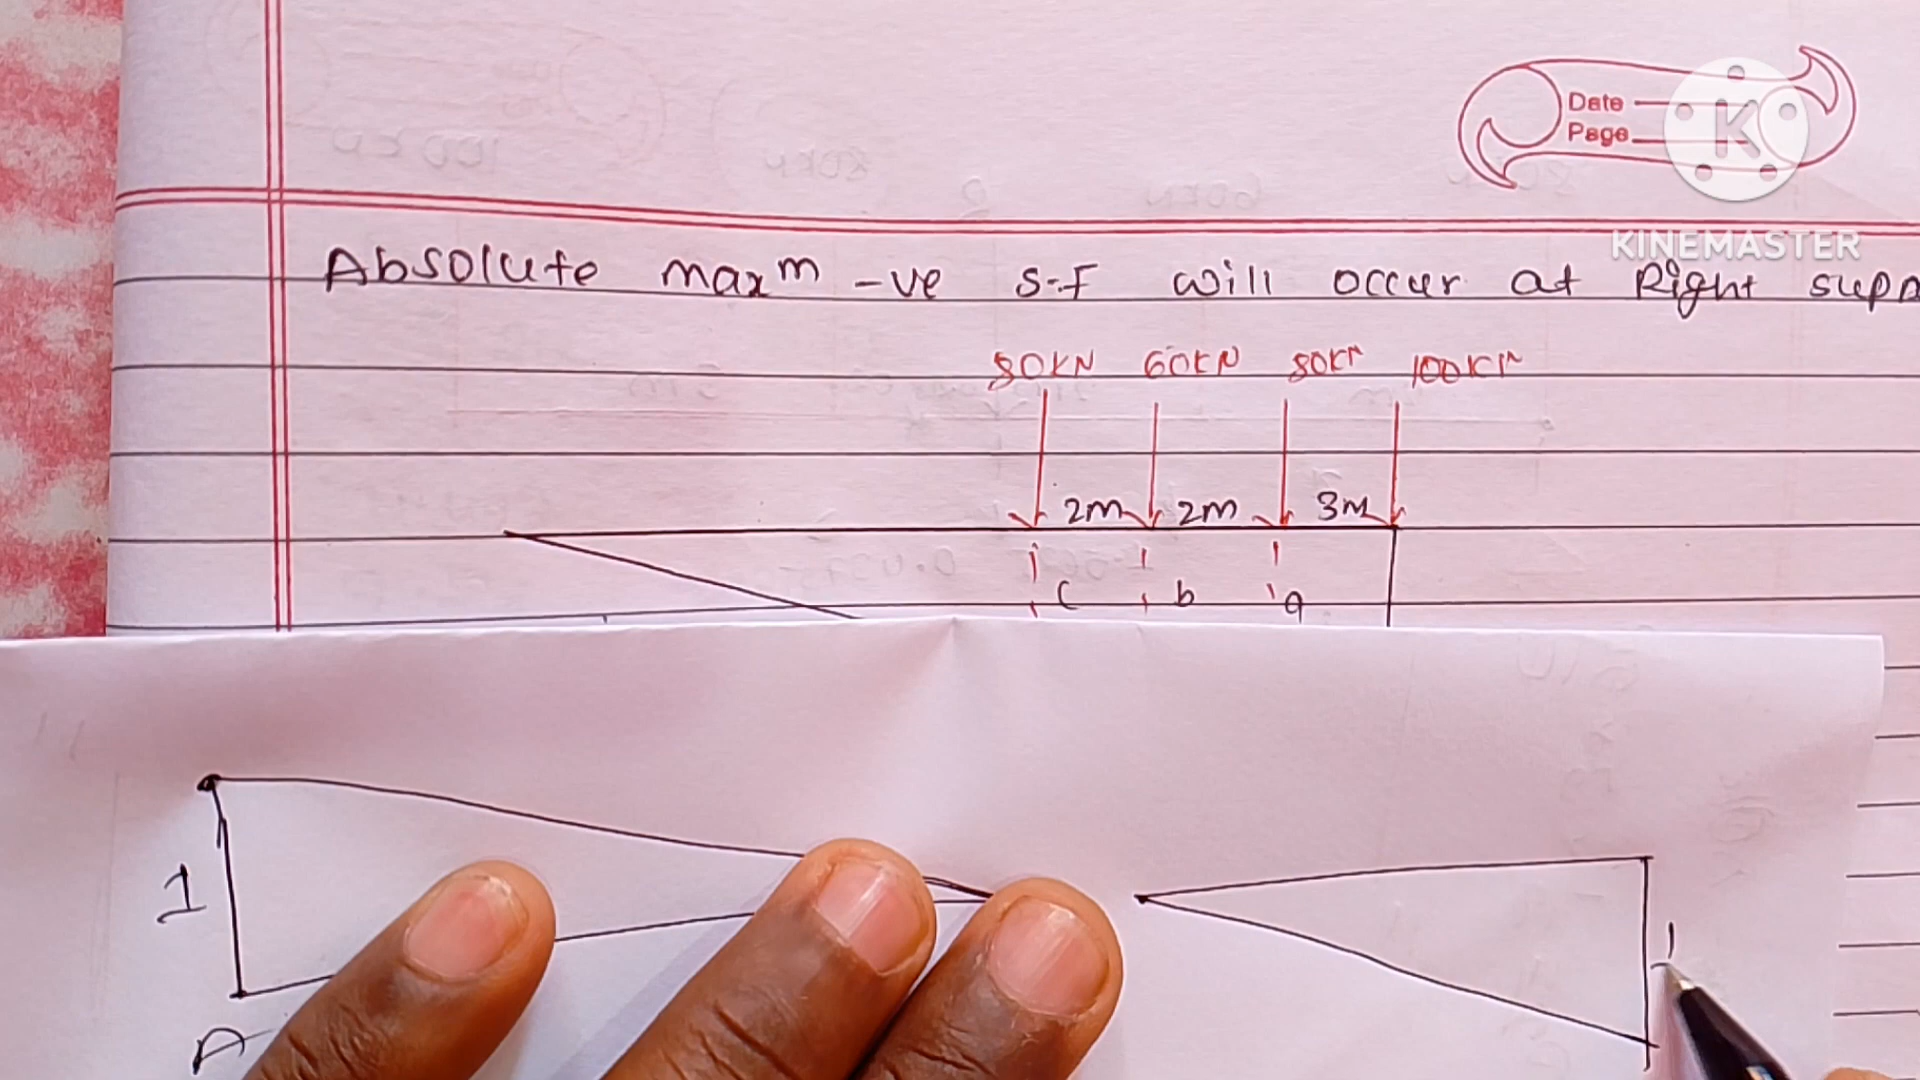 Date
Page
KINEMASTER
Absolute maxm -ve S.F will occur at Right supp
80KN 60KN 80KN 100KN
2m 2m 3m
c b a
1
1
A